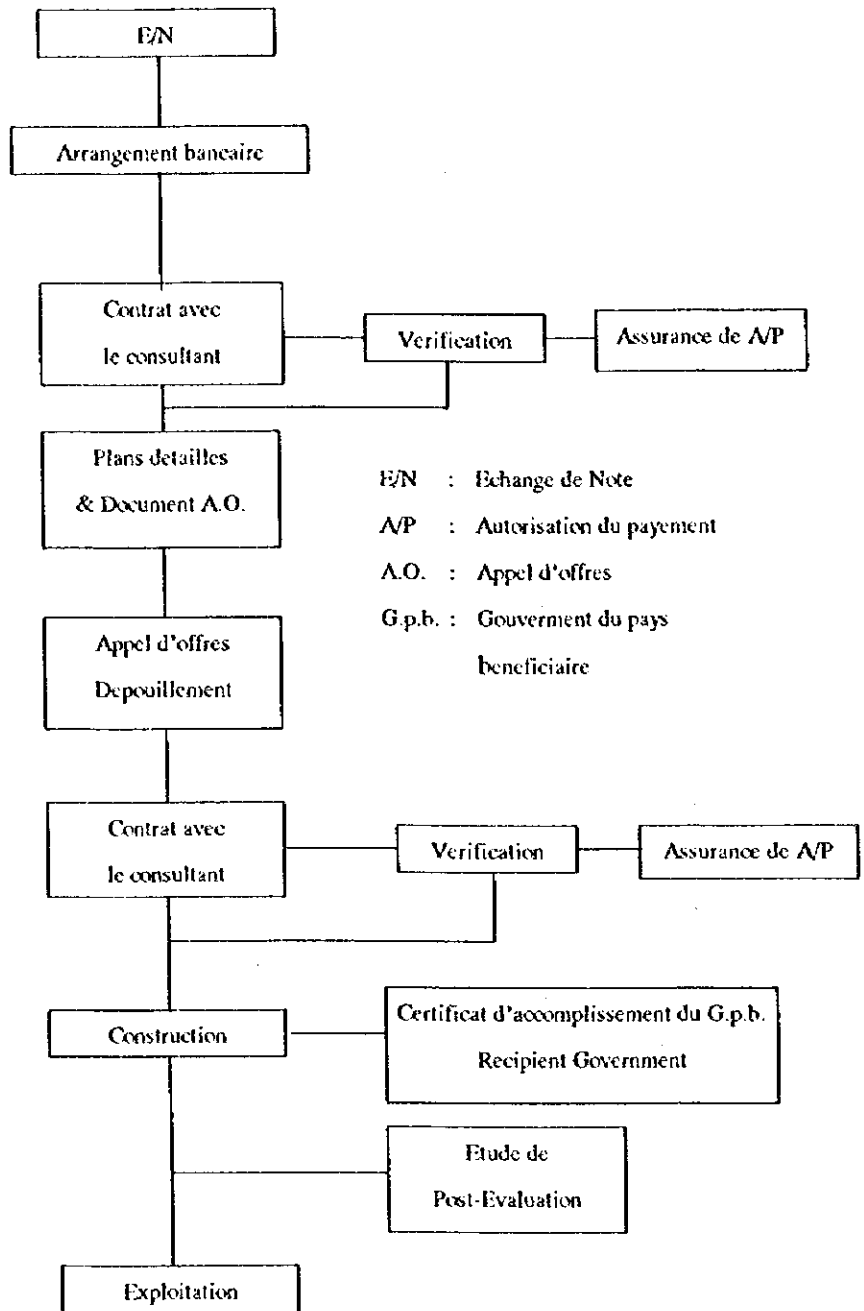 E/N
Arrangement bancaire
Contrat avec
le consultant
Verification
Assurance de A/P
Plans detailles
& Document A.O.
E/N : Echange de Note
A/P : Autorisation du payement
A.O. : Appel d'offres
G.p.b. : Gouverment du pays
beneficiaire
Appel d'offres
Depouillement
Contrat avec
le consultant
Verification
Assurance de A/P
Construction
Certificat d'accomplissement du G.p.b.
Recipient Government
Etude de
Post-Evaluation
Exploitation